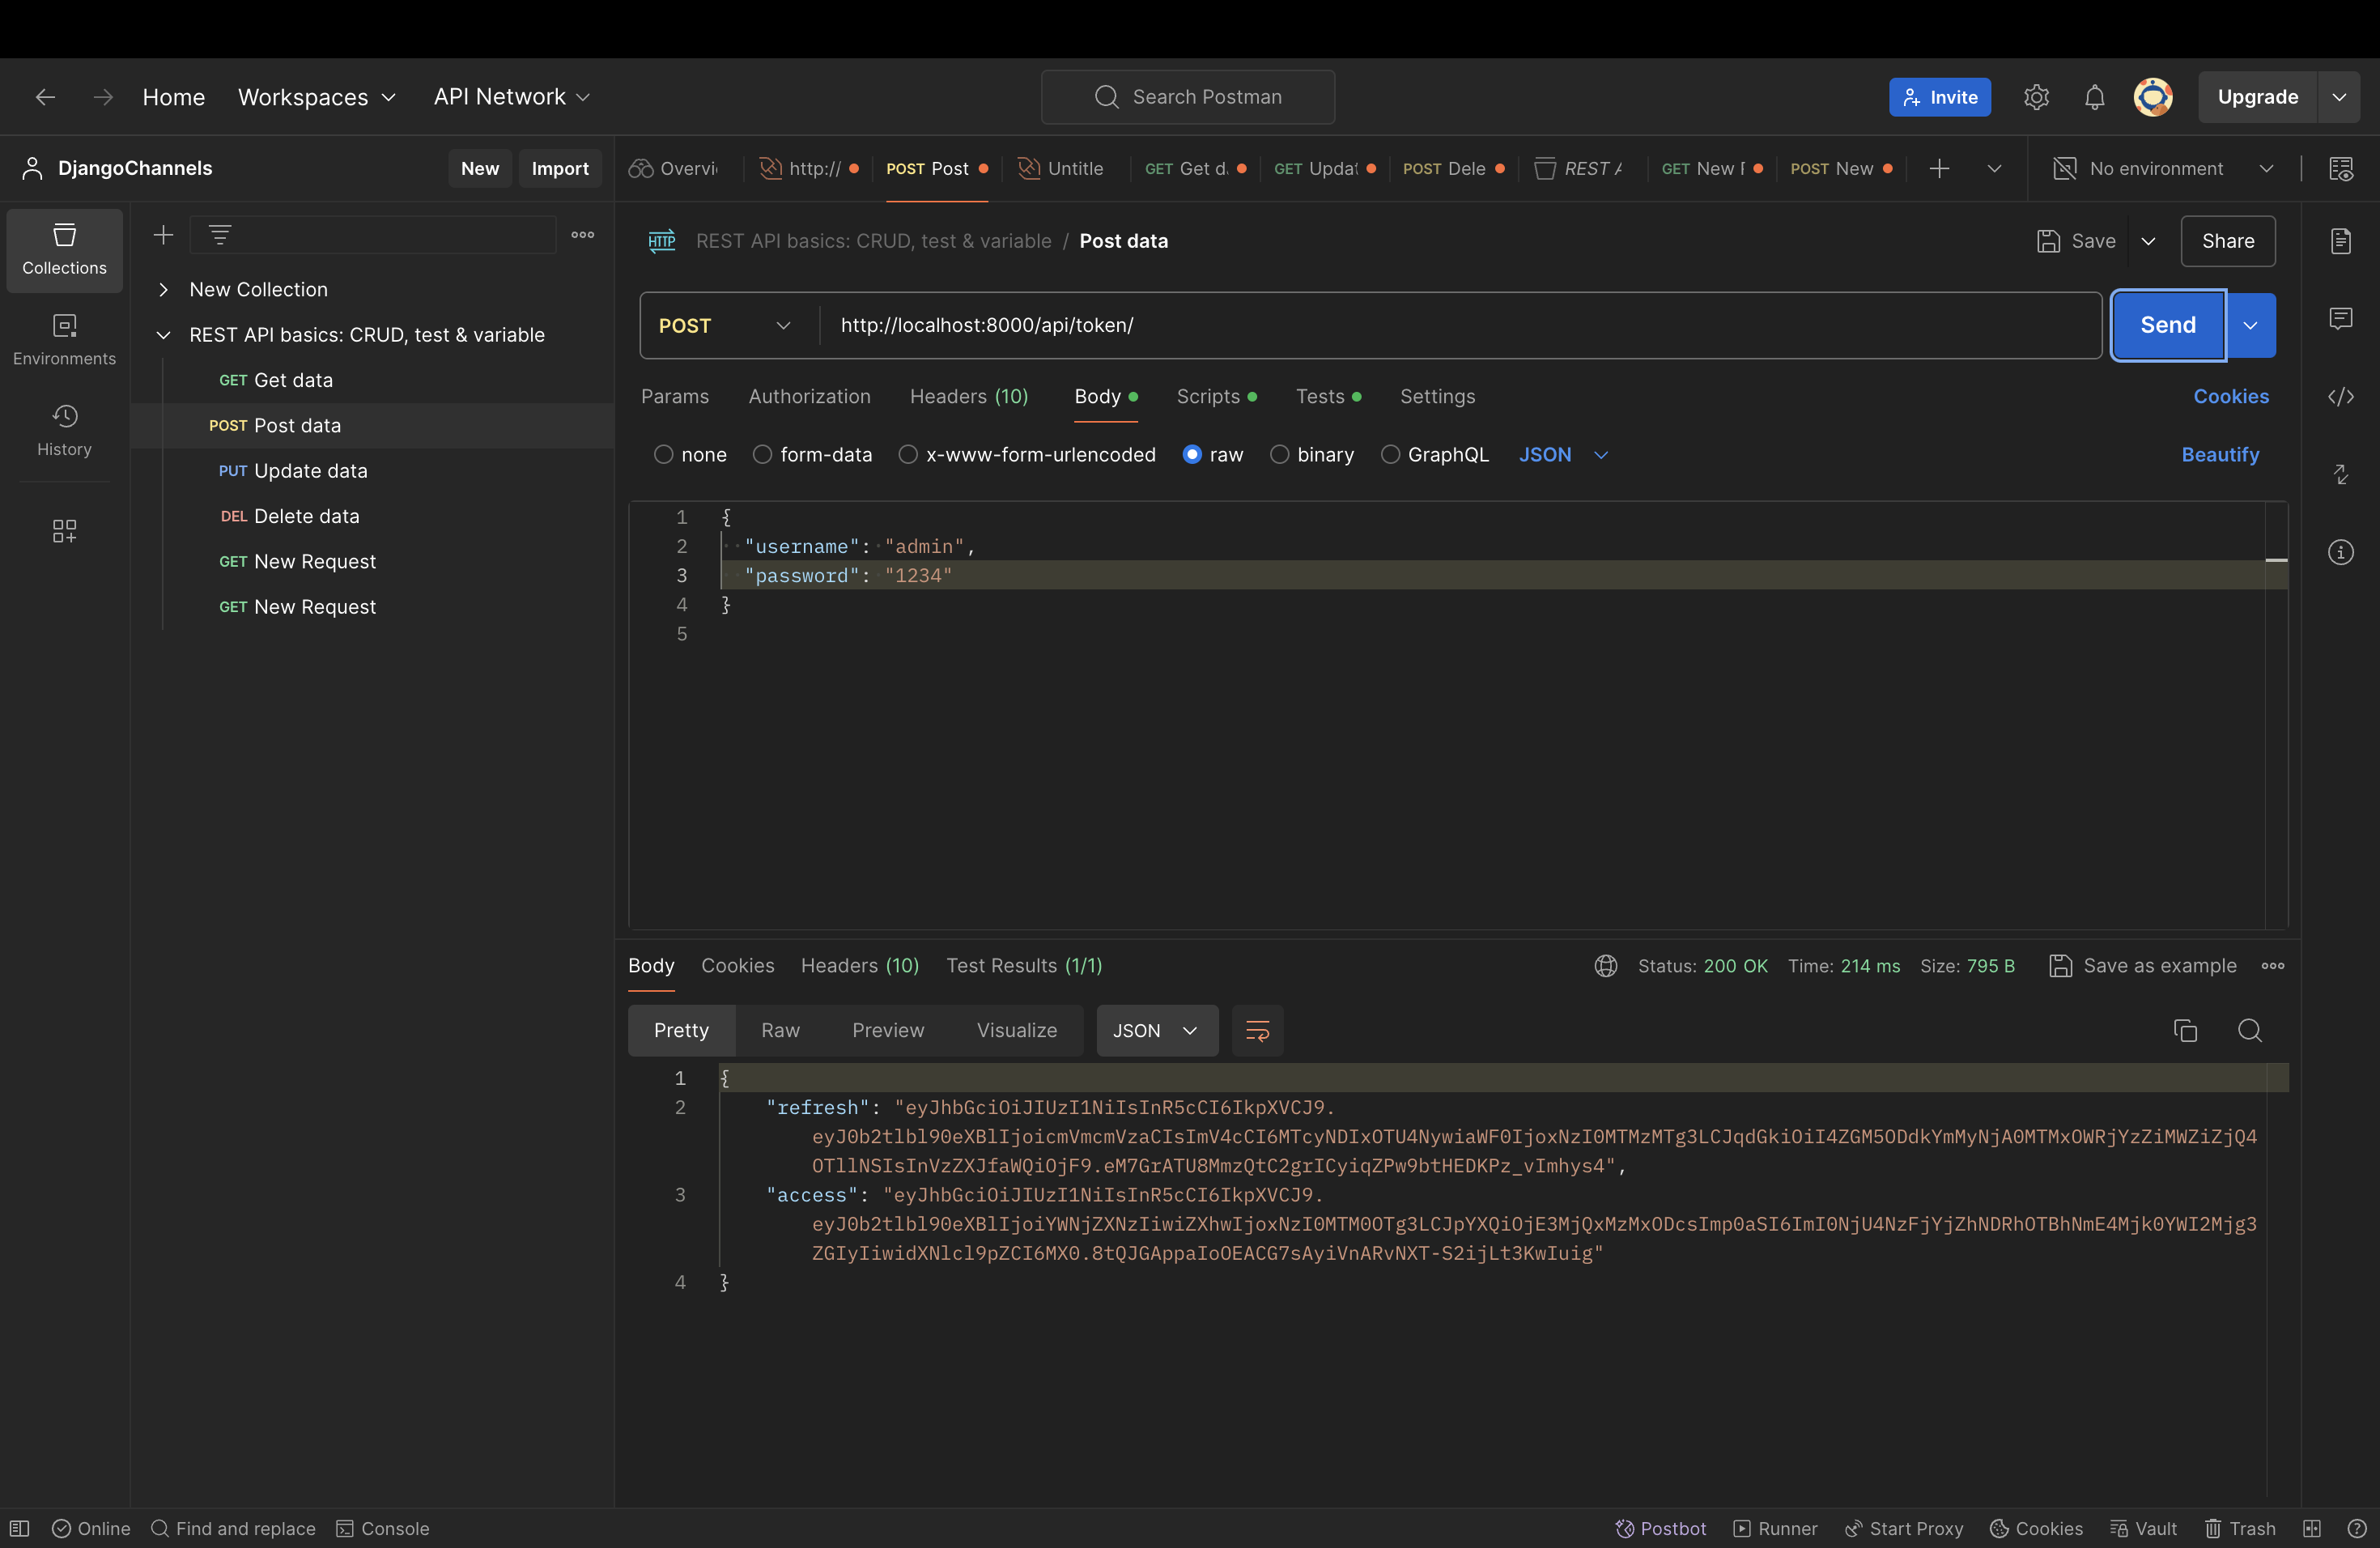 Home Workspaces API Network Search Postman Invite Upgrade
DjangoChannels New Import
Overvi http:// POST Post Untitle GET Get d. GET Updat POST Dele REST A GET New F POST New No environment
Collections
Environments
History
New Collection
REST API basics: CRUD, test & variable
GET Get data
POST Post data
PUT Update data
DEL Delete data
GET New Request
GET New Request
HTTP REST API basics: CRUD, test & variable / Post data Save Share
POST http://localhost:8000/api/token/ Send
Params Authorization Headers (10) Body Scripts Tests Settings Cookies
none form-data x-www-form-urlencoded raw binary GraphQL JSON Beautify
1 {
2 "username": "admin",
3 "password": "1234"
4 }
5
Body Cookies Headers (10) Test Results (1/1) Status: 200 OK Time: 214 ms Size: 795 B Save as example
Pretty Raw Preview Visualize JSON
1 {
2 "refresh": "eyJhbGciOiJIUzI1NiIsInR5cCI6IkpXVCJ9.
eyJ0b2tlbl90eXBlIjoicmVmcmVzaCIsImV4cCI6MTcyNDIxOTU4NywiaWF0IjoxNzI0MTMzMTg3LCJqdGkiOiI4ZGM5ODdkYmMyNjA0MTMxOWRjYzZiMWZiZjQ4
OTllNSIsInVzZXJfaWQiOjF9.eM7GrATU8MmzQtC2grICyiqZPw9btHEDKPz_vImhys4",
3 "access": "eyJhbGciOiJIUzI1NiIsInR5cCI6IkpXVCJ9.
eyJ0b2tlbl90eXBlIjoiYWNjZXNzIiwiZXhwIjoxNzI0MTM0OTg3LCJpYXQiOjE3MjQxMzMxODcsImp0aSI6ImI0NjU4NzFjYjZhNDRhOTBhNmE4Mjk0YWI2Mjg3
ZGIyIiwidXNlcl9pZCI6MX0.8tQJGAppaIoOEACG7sAyiVnARvNXT-S2ijLt3KwIuig"
4 }
Online Find and replace Console Postbot Runner Start Proxy Cookies Vault Trash